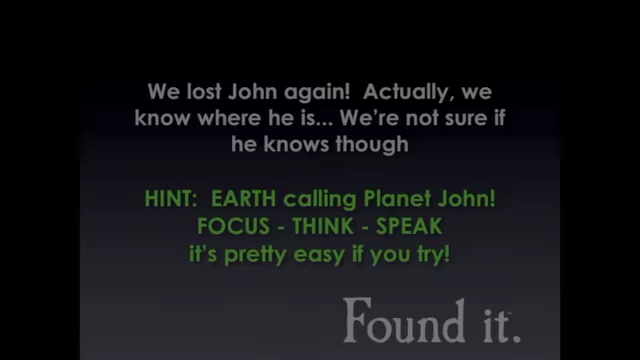 We lost John again!  Actually, we
know where he is... We're not sure if
he knows though
HINT:  EARTH calling Planet John!
FOCUS - THINK - SPEAK
it's pretty easy if you try!
Found it.™